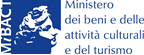 MiBACT
Ministero
dei beni e delle
attività culturali
e del turismo